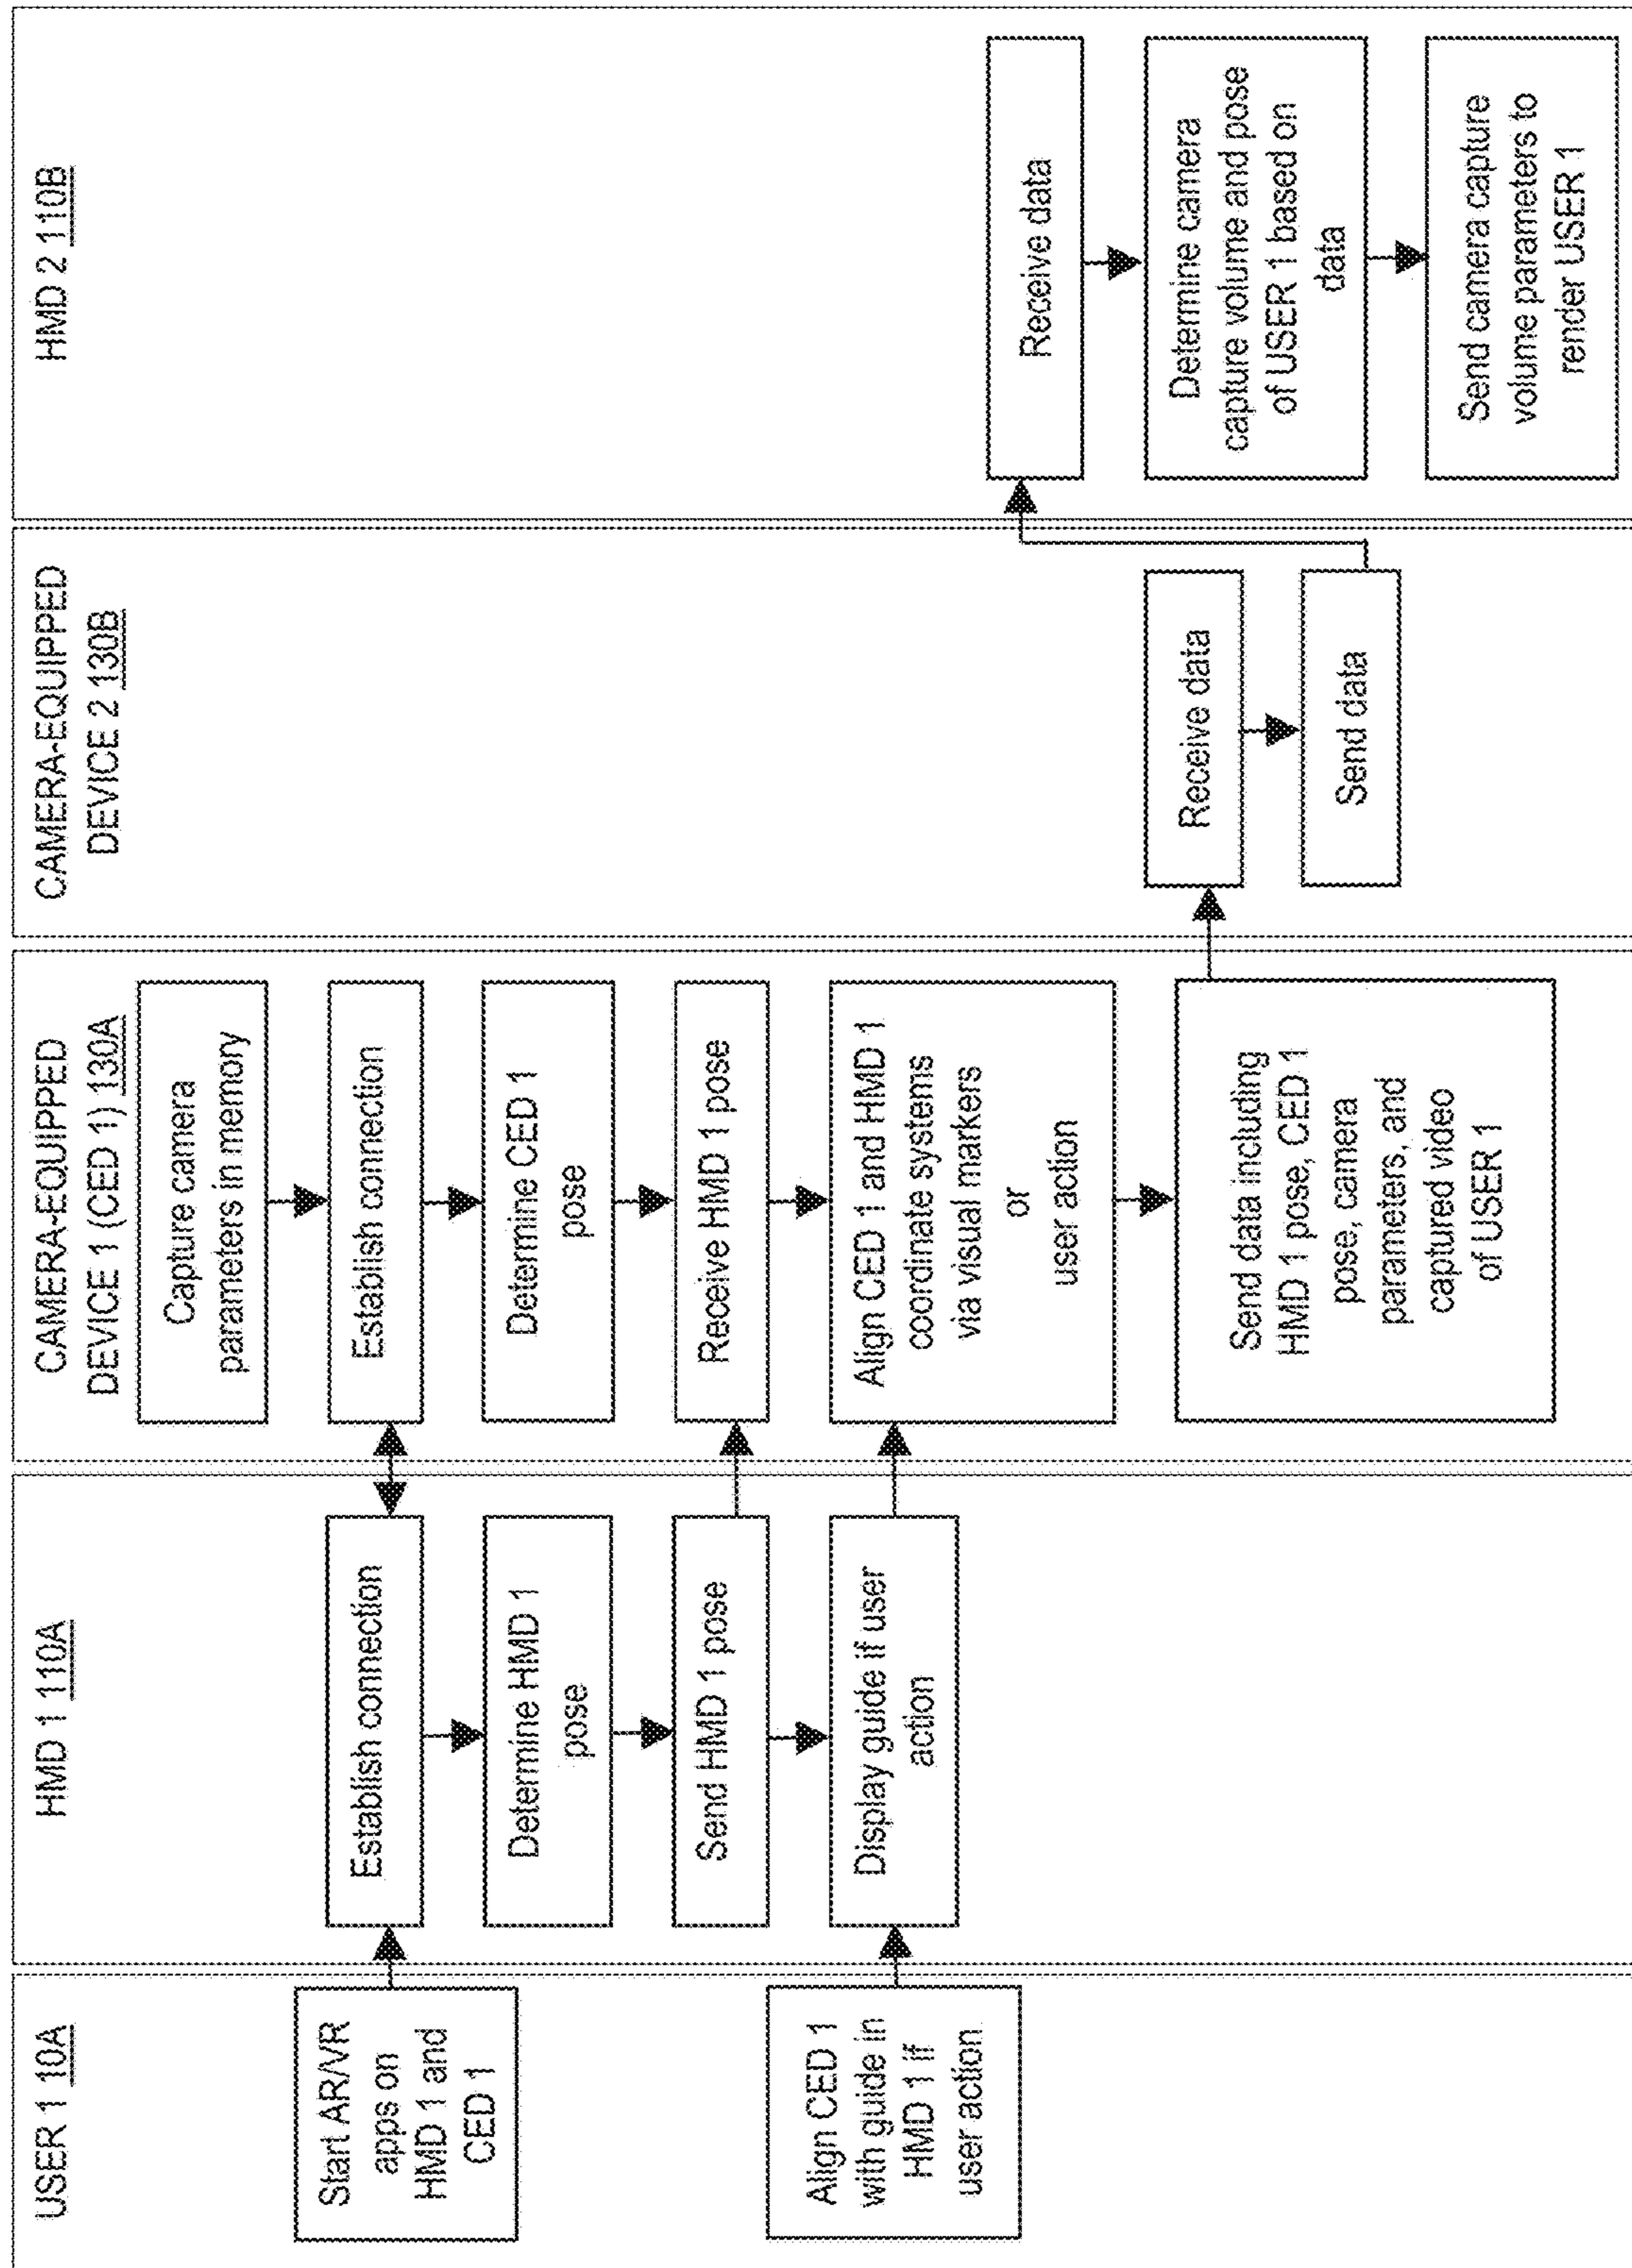 USER 1 10A
Start AR/VR
apps on
HMD 1 and
CED 1
Align CED 1
with guide in
HMD 1 if
user action
HMD 1 110A
Establish connection
Determine HMD 1
pose
Send HMD 1 pose
Display guide if user
action
CAMERA-EQUIPPED
DEVICE 1 (CED 1) 130A
Capture camera
parameters in memory
Establish connection
Determine CED 1
pose
Receive HMD 1 pose
Align CED 1 and HMD 1
coordinate systems
via visual markers
or
user action
Send data including
HMD 1 pose, CED 1
pose, camera
parameters, and
captured video
of USER 1
CAMERA-EQUIPPED
DEVICE 2 130B
Receive data
Send data
HMD 2 110B
Receive data
Determine camera
capture volume and pose
of USER 1 based on
data
Send camera capture
volume parameters to
render USER 1